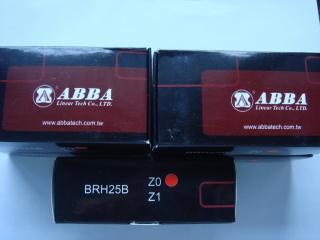 ABBA
Linear Tech Co., LTD.
www.abbatech.com.tw
ABBA
Linear Tech Co., LTD.
www.abbatech.com.tw
BRH25B
Z0
Z1